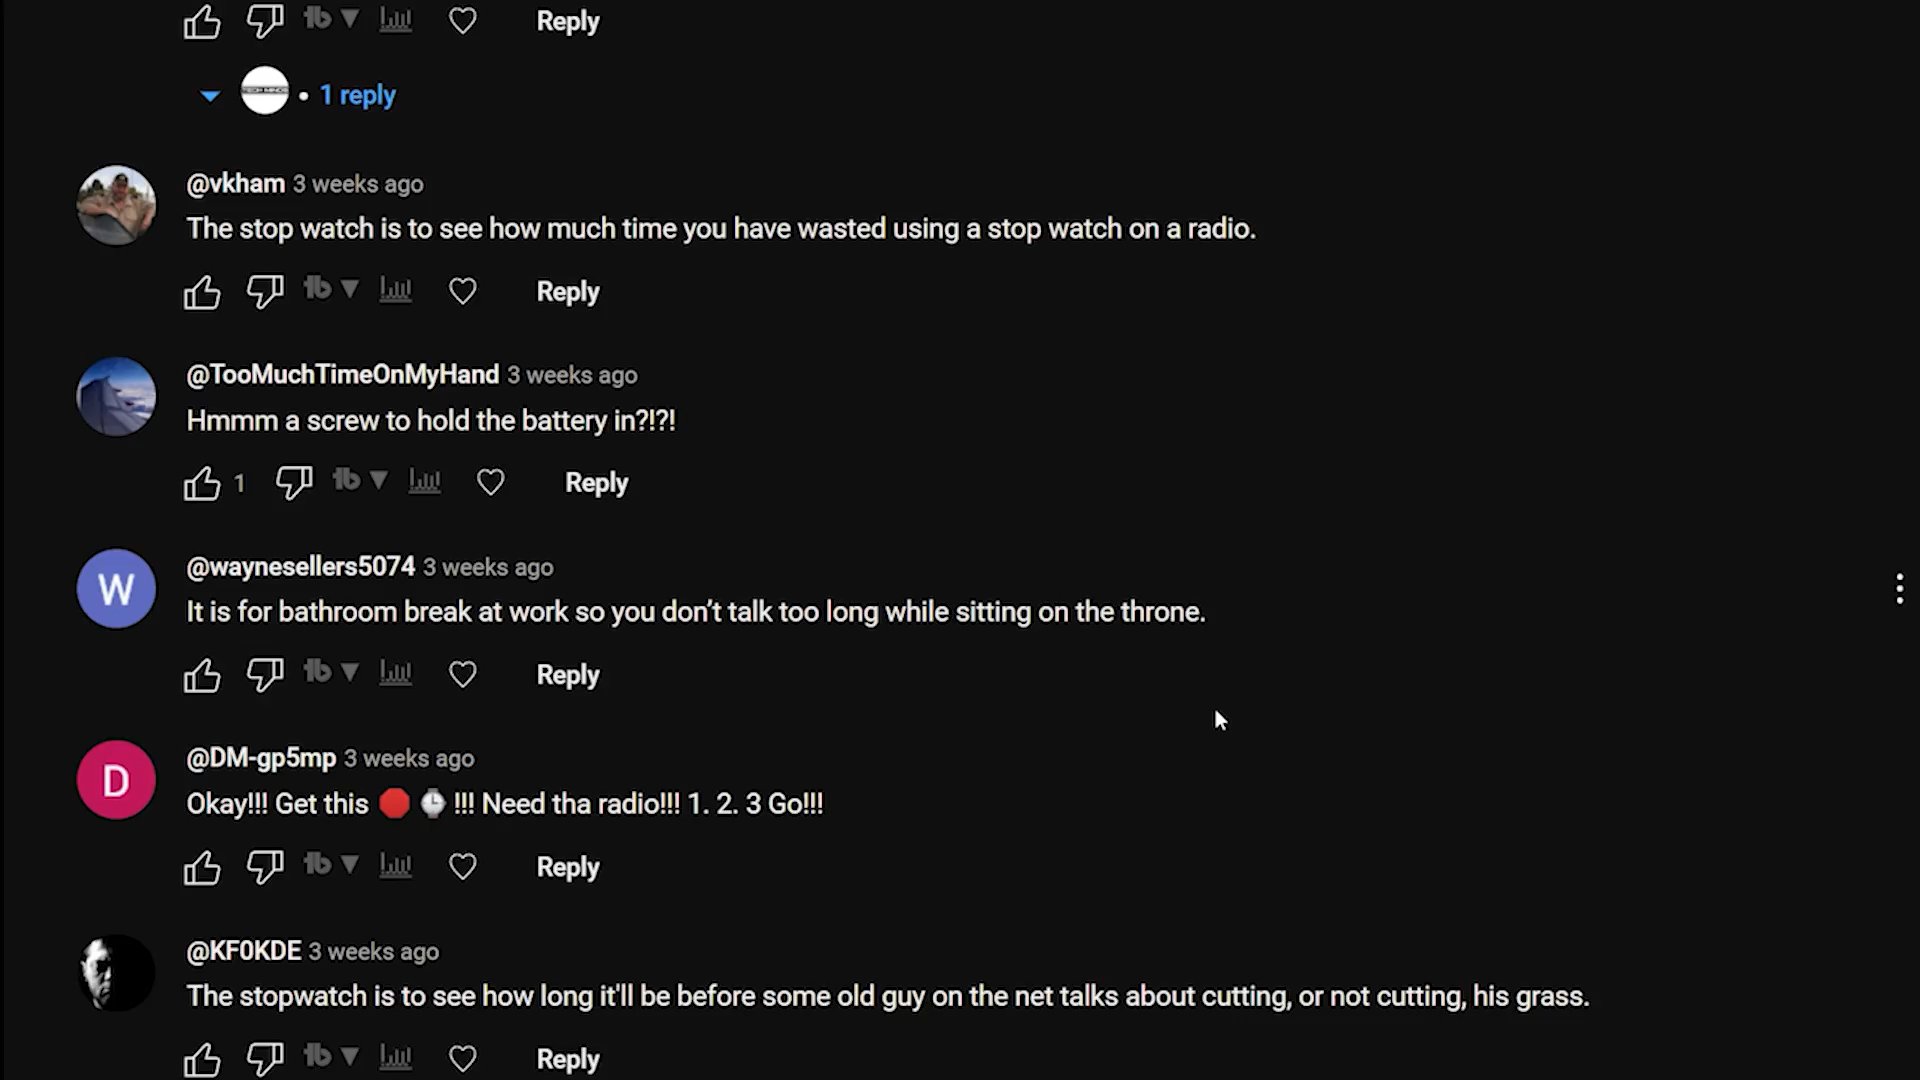 Reply
TECH MINDS • 1 reply
@vkham 3 weeks ago
The stop watch is to see how much time you have wasted using a stop watch on a radio.
Reply
@TooMuchTimeOnMyHand 3 weeks ago
Hmmm a screw to hold the battery in?!?!
1 Reply
W
@waynesellers5074 3 weeks ago
It is for bathroom break at work so you don’t talk too long while sitting on the throne.
Reply
D
@DM-gp5mp 3 weeks ago
Okay!!! Get this 🛑 ⌚ !!! Need tha radio!!! 1. 2. 3 Go!!!
Reply
@KF0KDE 3 weeks ago
The stopwatch is to see how long it'll be before some old guy on the net talks about cutting, or not cutting, his grass.
Reply